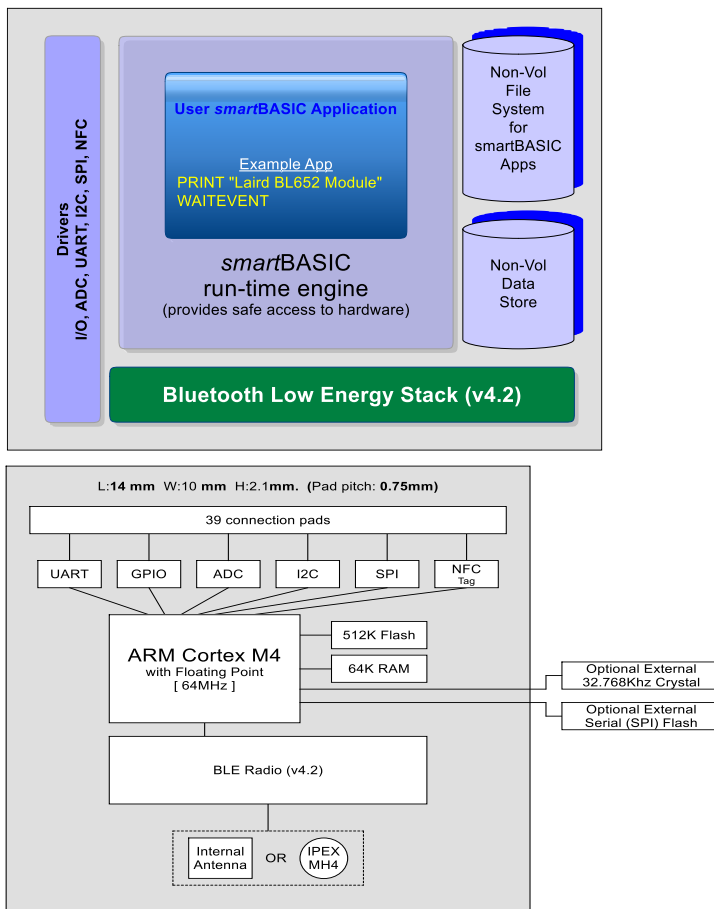 Drivers
I/O, ADC, UART, I2C, SPI, NFC
User smartBASIC Application
Example App
PRINT "Laird BL652 Module"
WAITEVENT
smartBASIC
run-time engine
(provides safe access to hardware)
Non-Vol
File
System
for
smartBASIC
Apps
Non-Vol
Data
Store
Bluetooth Low Energy Stack (v4.2)
L:14 mm W:10 mm H:2.1mm. (Pad pitch: 0.75mm)
39 connection pads
UART
GPIO
ADC
I2C
SPI
NFC
Tag
ARM Cortex M4
with Floating Point
[ 64MHz ]
512K Flash
64K RAM
Optional External
32.768Khz Crystal
Optional External
Serial (SPI) Flash
BLE Radio (v4.2)
Internal
Antenna
OR
IPEX
MH4